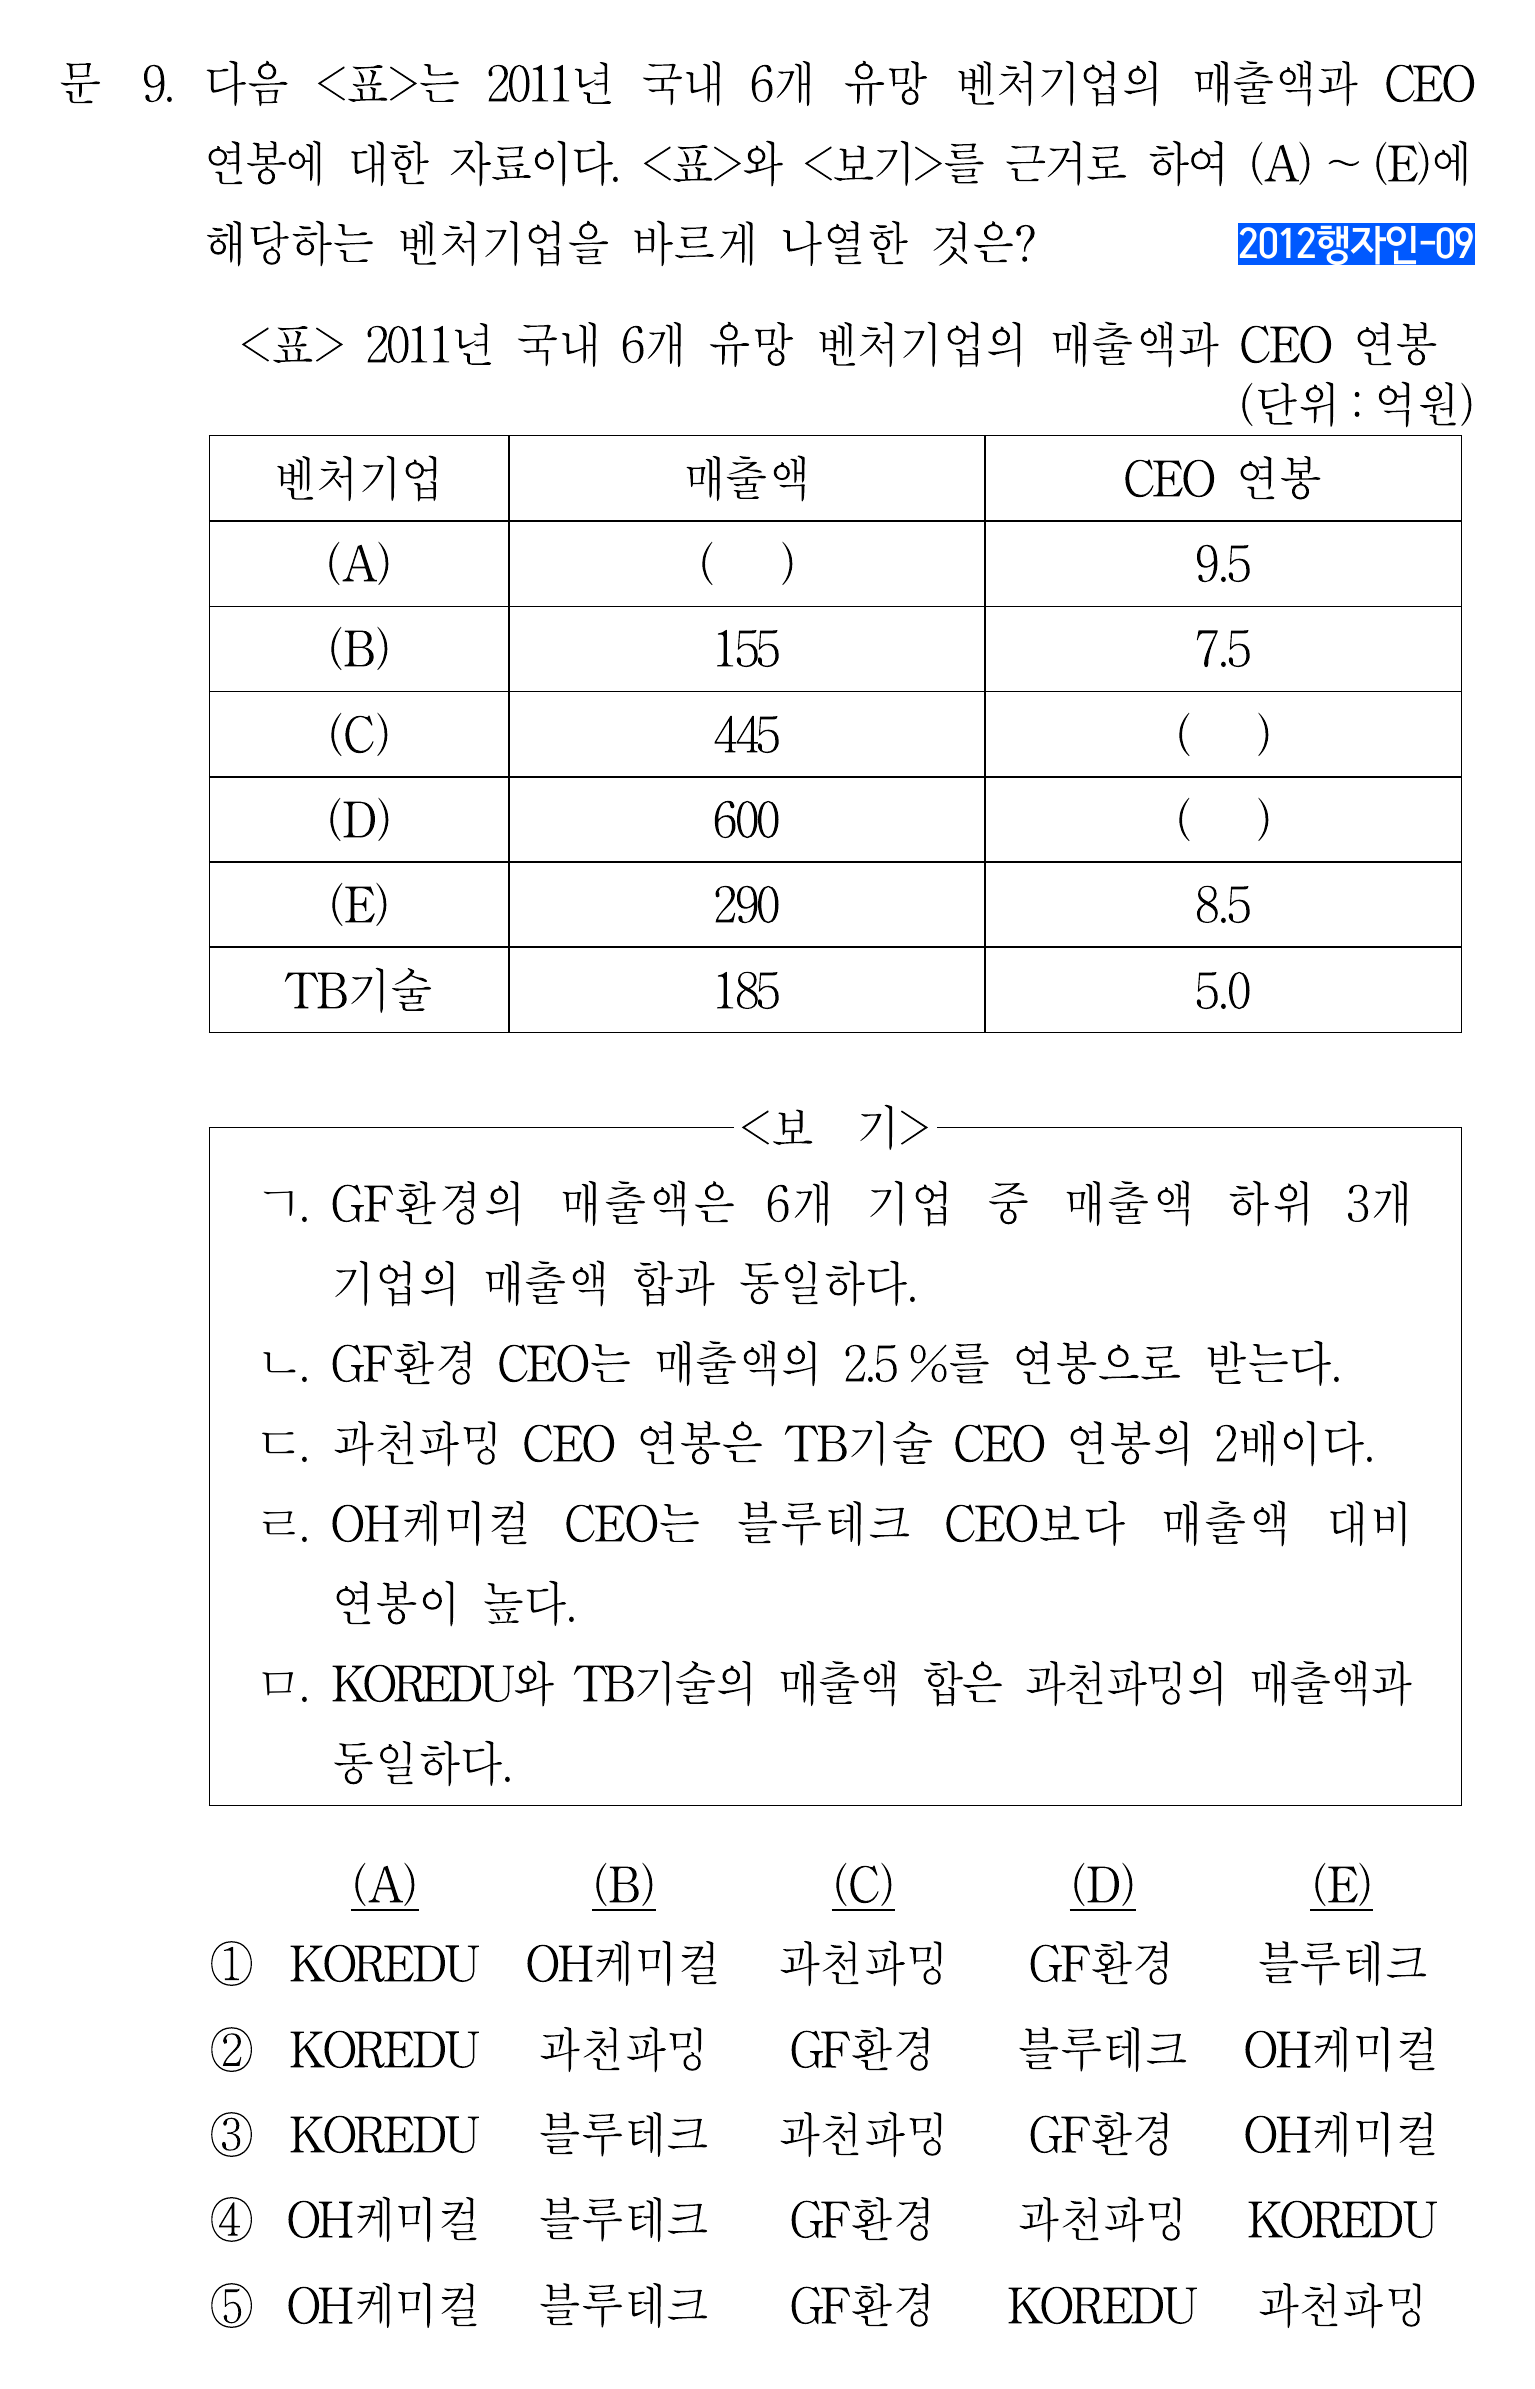 문 9. 다음 <표>는 2011년 국내 6개 유망 벤처기업의 매출액과 CEO
연봉에 대한 자료이다. <표>와 <보기>를 근거로 하여 (A) ~ (E)에
해당하는 벤처기업을 바르게 나열한 것은? 2012행자인-09
<표> 2011년 국내 6개 유망 벤처기업의 매출액과 CEO 연봉
(단위 : 억원)
벤처기업 매출액 CEO 연봉
(A) ( ) 9.5
(B) 155 7.5
(C) 445 ( )
(D) 600 ( )
(E) 290 8.5
TB기술 185 5.0
<보 기>
ㄱ. GF환경의 매출액은 6개 기업 중 매출액 하위 3개
기업의 매출액 합과 동일하다.
ㄴ. GF환경 CEO는 매출액의 2.5 %를 연봉으로 받는다.
ㄷ. 과천파밍 CEO 연봉은 TB기술 CEO 연봉의 2배이다.
ㄹ. OH케미컬 CEO는 블루테크 CEO보다 매출액 대비
연봉이 높다.
ㅁ. KOREDU와 TB기술의 매출액 합은 과천파밍의 매출액과
동일하다.
(A) (B) (C) (D) (E)
① KOREDU OH케미컬 과천파밍 GF환경 블루테크
② KOREDU 과천파밍 GF환경 블루테크 OH케미컬
③ KOREDU 블루테크 과천파밍 GF환경 OH케미컬
④ OH케미컬 블루테크 GF환경 과천파밍 KOREDU
⑤ OH케미컬 블루테크 GF환경 KOREDU 과천파밍